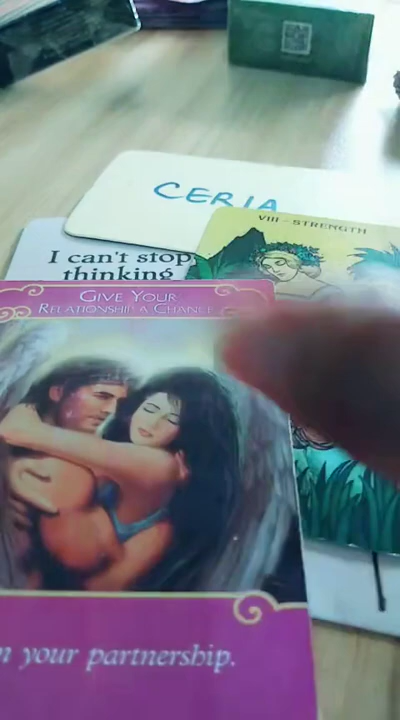 CERIA
VIII - STRENGTH
I can't stop
thinking
GIVE YOUR
RELATIONSHIP A CHANCE
your partnership.